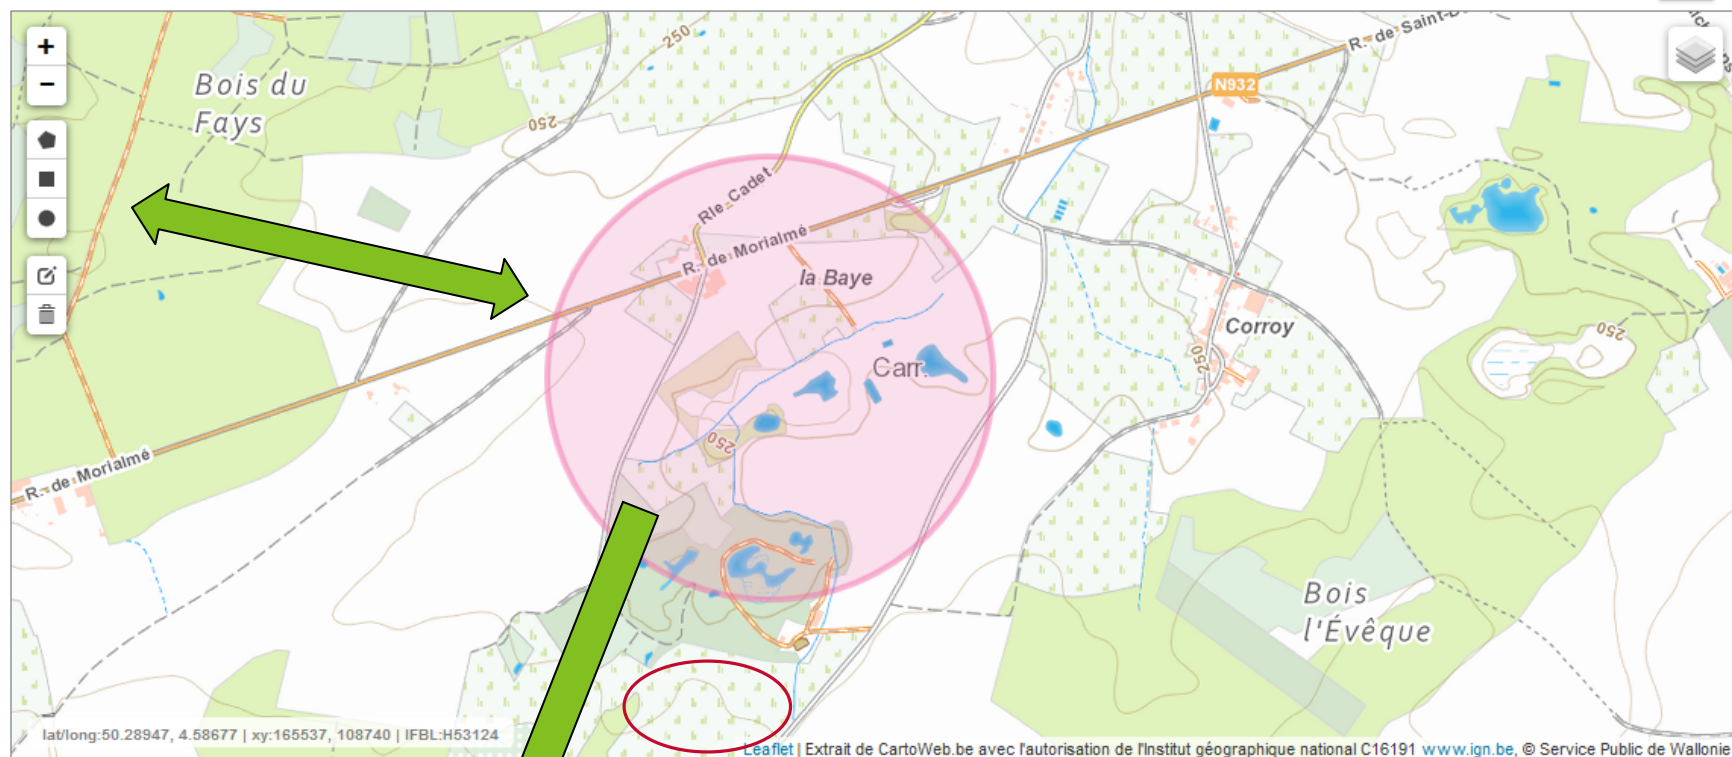 +
−
Bois du
Fays
250
250
R. de Saint-
N932
Rle. Cadet
R. de Morialmé
la Baye
Carr.
Corroy
250
250
250
R. de Morialmé
Bois
l'Évêque
lat/long:50.28947, 4.58677 | xy:165537, 108740 | IFBL:H53124
Leaflet | Extrait de CartoWeb.be avec l'autorisation de l'Institut géographique national C16191 www.ign.be, © Service Public de Wallonie